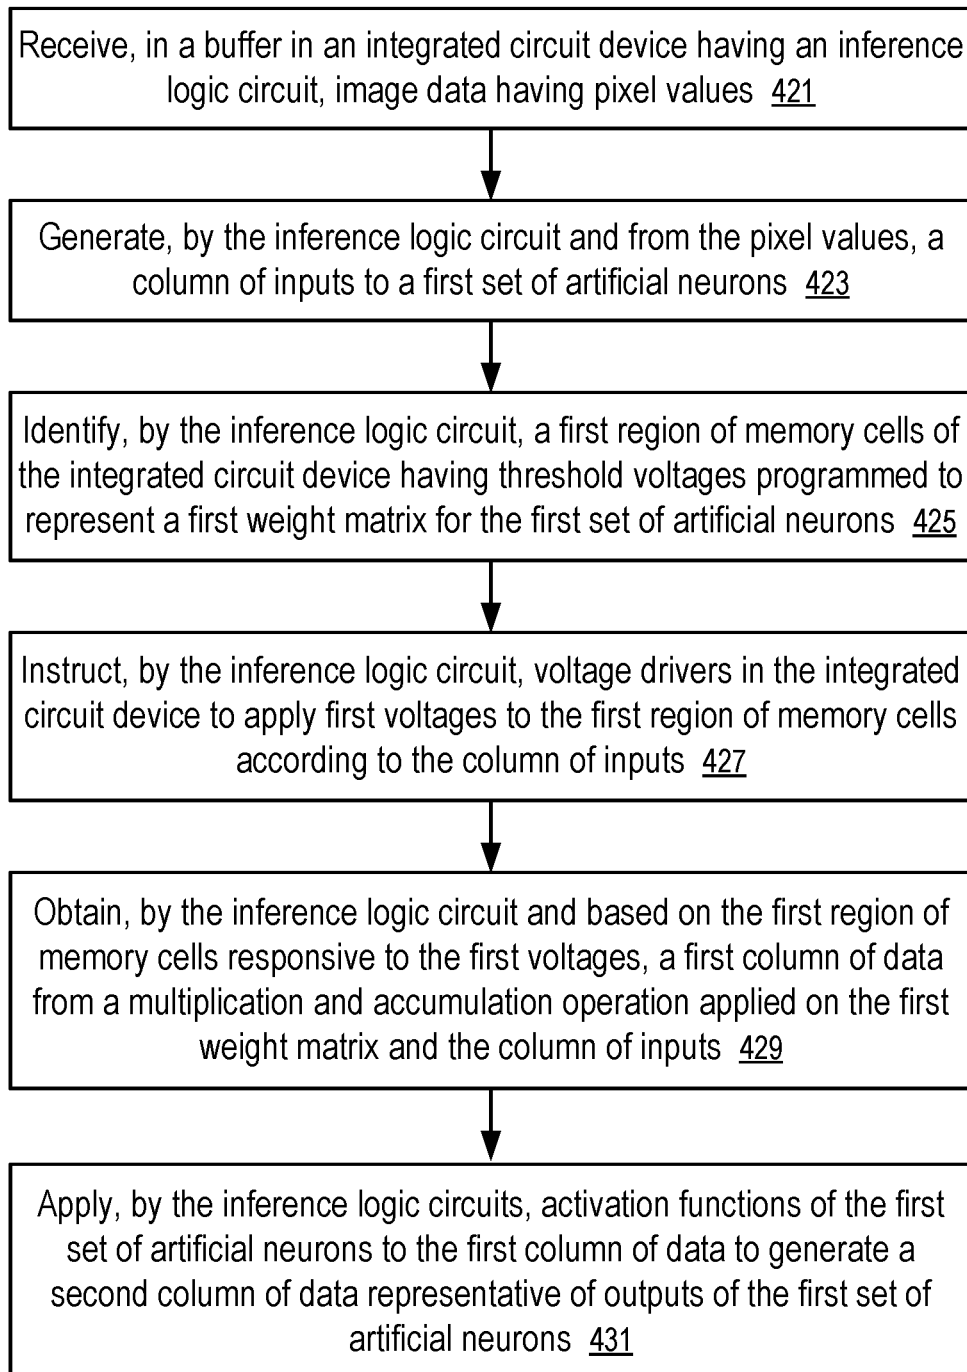 Receive, in a buffer in an integrated circuit device having an inference
logic circuit, image data having pixel values 421
Generate, by the inference logic circuit and from the pixel values, a
column of inputs to a first set of artificial neurons 423
Identify, by the inference logic circuit, a first region of memory cells of
the integrated circuit device having threshold voltages programmed to
represent a first weight matrix for the first set of artificial neurons 425
Instruct, by the inference logic circuit, voltage drivers in the integrated
circuit device to apply first voltages to the first region of memory cells
according to the column of inputs 427
Obtain, by the inference logic circuit and based on the first region of
memory cells responsive to the first voltages, a first column of data
from a multiplication and accumulation operation applied on the first
weight matrix and the column of inputs 429
Apply, by the inference logic circuits, activation functions of the first
set of artificial neurons to the first column of data to generate a
second column of data representative of outputs of the first set of
artificial neurons 431